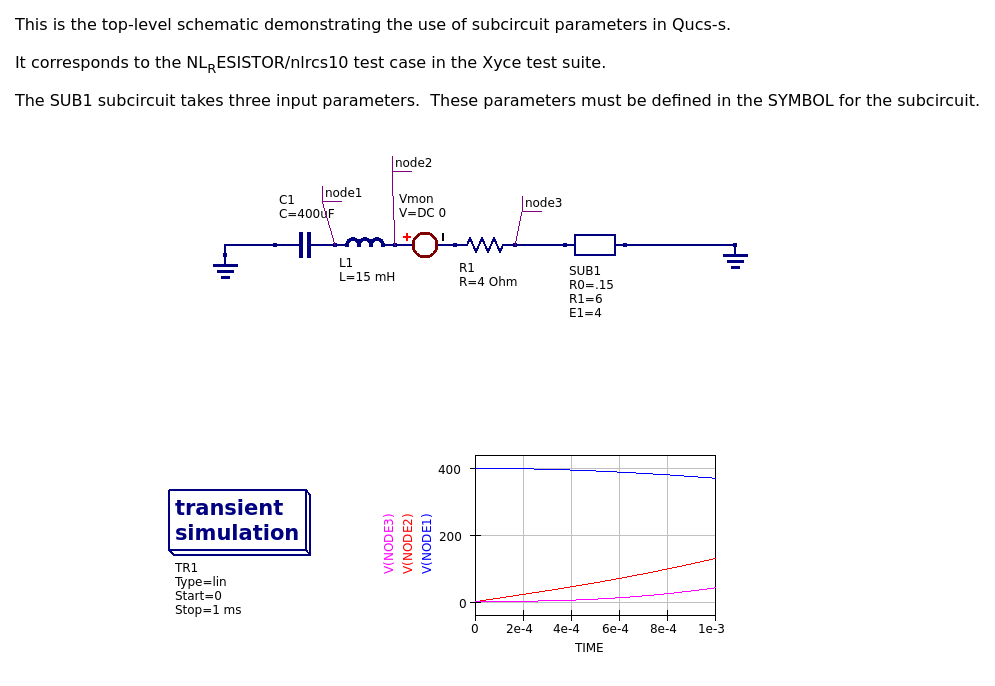 This is the top-level schematic demonstrating the use of subcircuit parameters in Qucs-s.
It corresponds to the NL_RESISTOR/nlrcs10 test case in the Xyce test suite.
The SUB1 subcircuit takes three input parameters.  These parameters must be defined in the SYMBOL for the subcircuit.
node2
node1
C1
C=400uF
Vmon
V=DC 0
node3
L1
L=15 mH
R1
R=4 Ohm
SUB1
R0=.15
R1=6
E1=4
transient
simulation
TR1
Type=lin
Start=0
Stop=1 ms
V(NODE3)
V(NODE2)
V(NODE1)
400
200
0
0 2e-4 4e-4 6e-4 8e-4 1e-3
TIME